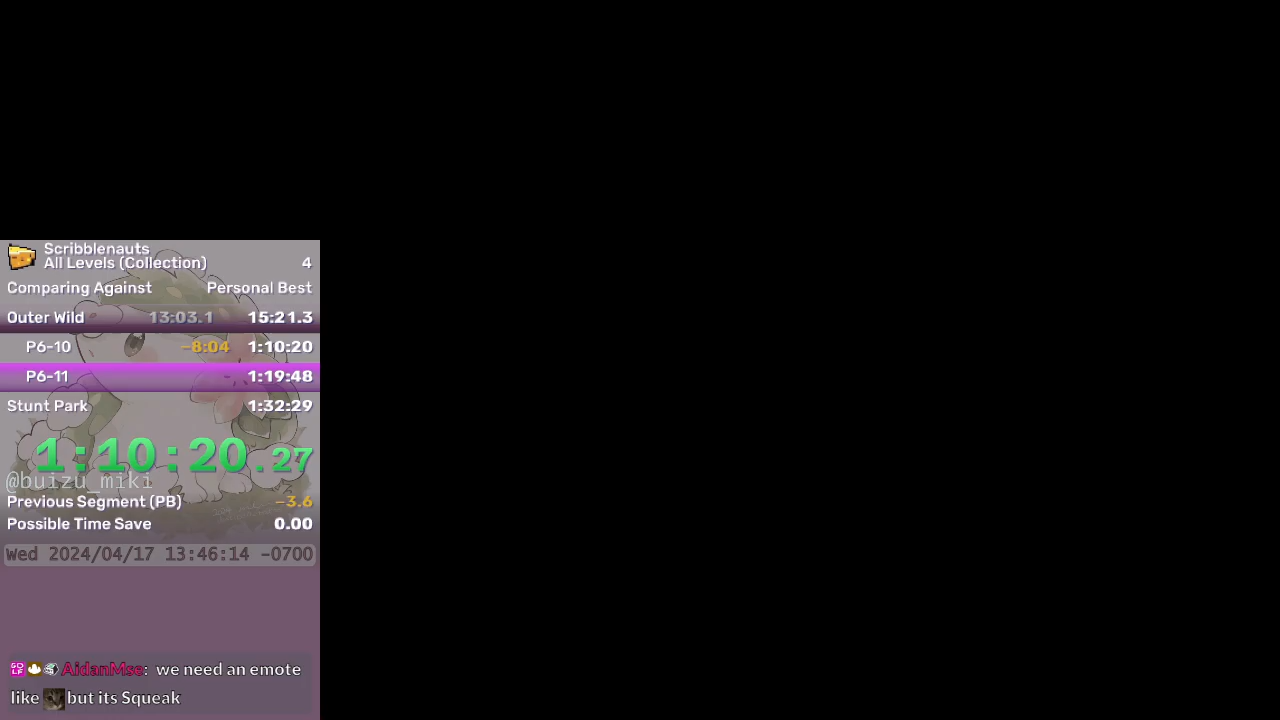 Scribblenauts
All Levels (Collection) 4
Comparing Against Personal Best
Outer Wild 13:03.1 15:21.3
P6-10 −8:04 1:10:20
P6-11 1:19:48
Stunt Park 1:32:29
1:10:20.27
@buizu_miki
Previous Segment (PB) −3.6
Possible Time Save 0.00
Wed 2024/04/17 13:46:14 -0700
GOLF AidanMse: we need an emote
like but its Squeak